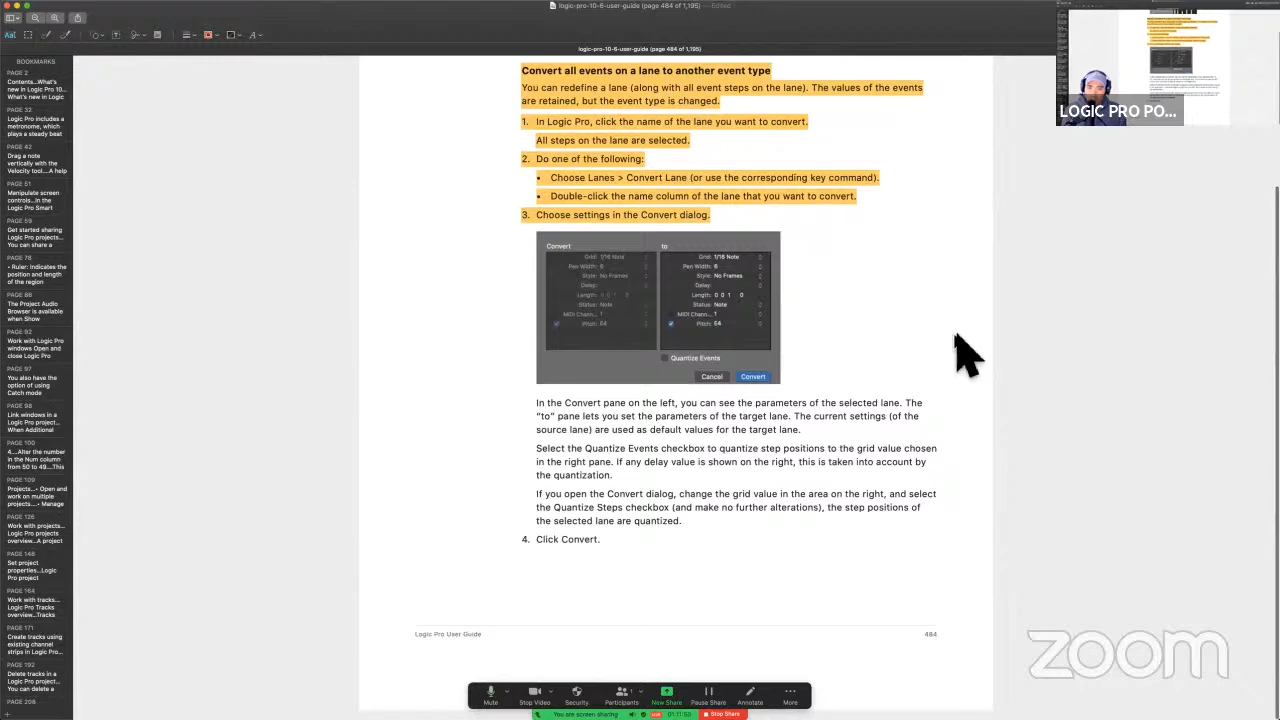 logic-pro-10-6-user-guide (page 484 of 1,195) — Edited
logic-pro-10-6-user-guide (page 484 of 1,195)
BOOKMARKS
PAGE 2
Contents...What's
new in Logic Pro 10...
What's new in Logic
PAGE 32
Logic Pro includes a
metronome, which
plays a steady beat
PAGE 42
Drag a note
vertically with the
Velocity tool....A help
PAGE 51
Manipulate screen
controls...In the
Logic Pro Smart
PAGE 59
Get started sharing
Logic Pro projects...
You can share a
PAGE 78
• Ruler: Indicates the
position and length
of the region
PAGE 86
The Project Audio
Browser is available
when Show
PAGE 92
Work with Logic Pro
windows Open and
close Logic Pro
PAGE 97
You also have the
option of using
Catch mode
PAGE 98
Link windows in a
Logic Pro project...
When Additional
PAGE 100
4....Alter the number
in the Num column
from 50 to 49....This
PAGE 109
Projects...• Open and
work on multiple
projects....• Manage
PAGE 126
Work with projects...
Logic Pro projects
overview...A project
PAGE 148
Set project
properties...Logic
Pro project
PAGE 164
Work with tracks...
Logic Pro Tracks
overview...Tracks
PAGE 171
Create tracks using
existing channel
strips in Logic Pro...
PAGE 192
Delete tracks in a
Logic Pro project...
You can delete a
PAGE 208
Convert all events on a lane to another event type
You can redefine a lane (along with all event steps on the lane). The values of the events
are retained, but the event type is changed.
1. In Logic Pro, click the name of the lane you want to convert.
All steps on the lane are selected.
2. Do one of the following:
• Choose Lanes > Convert Lane (or use the corresponding key command).
• Double-click the name column of the lane that you want to convert.
3. Choose settings in the Convert dialog.
Convert to
Grid: 1/16 Note Grid: 1/16 Note
Pen Width: 6 Pen Width: 6
Style: No Frames Style: No Frames
Delay: Delay:
Length: 0 0 1 0 Length: 0 0 1 0
Status: Note Status: Note
MIDI Chann... 1 MIDI Chann... 1
Pitch: 64 Pitch: 64
Quantize Events
Cancel Convert
In the Convert pane on the left, you can see the parameters of the selected lane. The
“to” pane lets you set the parameters of the target lane. The current settings (of the
source lane) are used as default values for the target lane.
Select the Quantize Events checkbox to quantize step positions to the grid value chosen
in the right pane. If any delay value is shown on the right, this is taken into account by
the quantization.
If you open the Convert dialog, change the grid value in the area on the right, and select
the Quantize Steps checkbox (and make no further alterations), the step positions of
the selected lane are quantized.
4. Click Convert.
Logic Pro User Guide 484
LOGIC PRO PO...
zoom
Mute Stop Video Security Participants 1 New Share Pause Share Annotate More
You are screen sharing LIVE 01:11:50 Stop Share